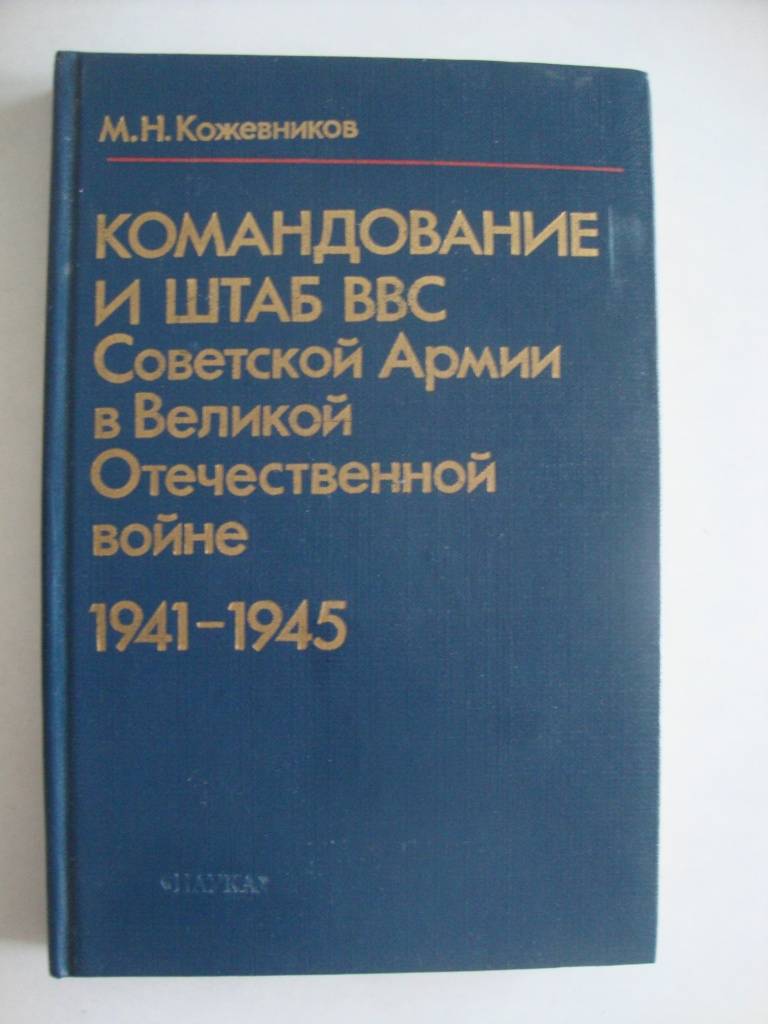 М.Н.Кожевников
КОМАНДОВАНИЕ
И ШТАБ ВВС
Советской Армии
в Великой
Отечественной
войне
1941–1945
«НАУКА»